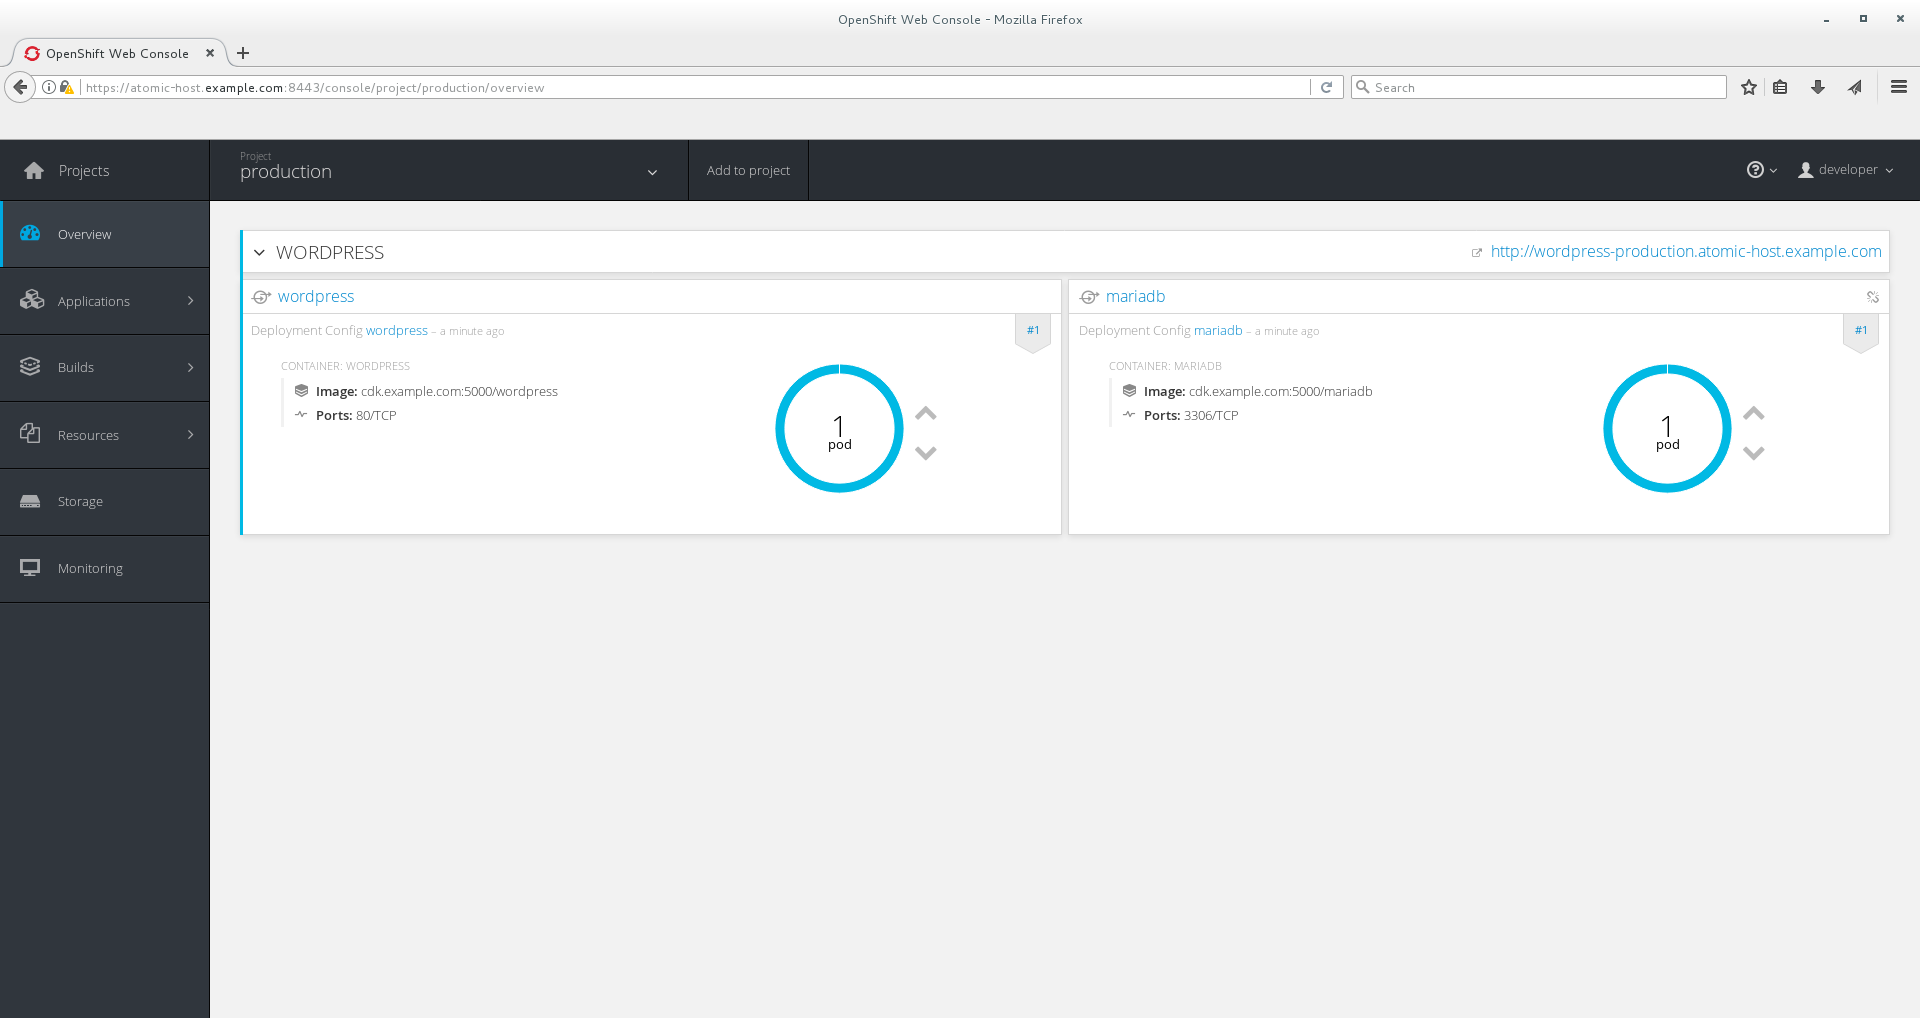 OpenShift Web Console - Mozilla Firefox
OpenShift Web Console
https://atomic-host.example.com:8443/console/project/production/overview
Search
Projects
Project
production
Add to project
developer
Overview
Applications
Builds
Resources
Storage
Monitoring
WORDPRESS
http://wordpress-production.atomic-host.example.com
wordpress
Deployment Config wordpress – a minute ago
#1
CONTAINER: WORDPRESS
Image: cdk.example.com:5000/wordpress
Ports: 80/TCP
1
pod
mariadb
Deployment Config mariadb – a minute ago
#1
CONTAINER: MARIADB
Image: cdk.example.com:5000/mariadb
Ports: 3306/TCP
1
pod